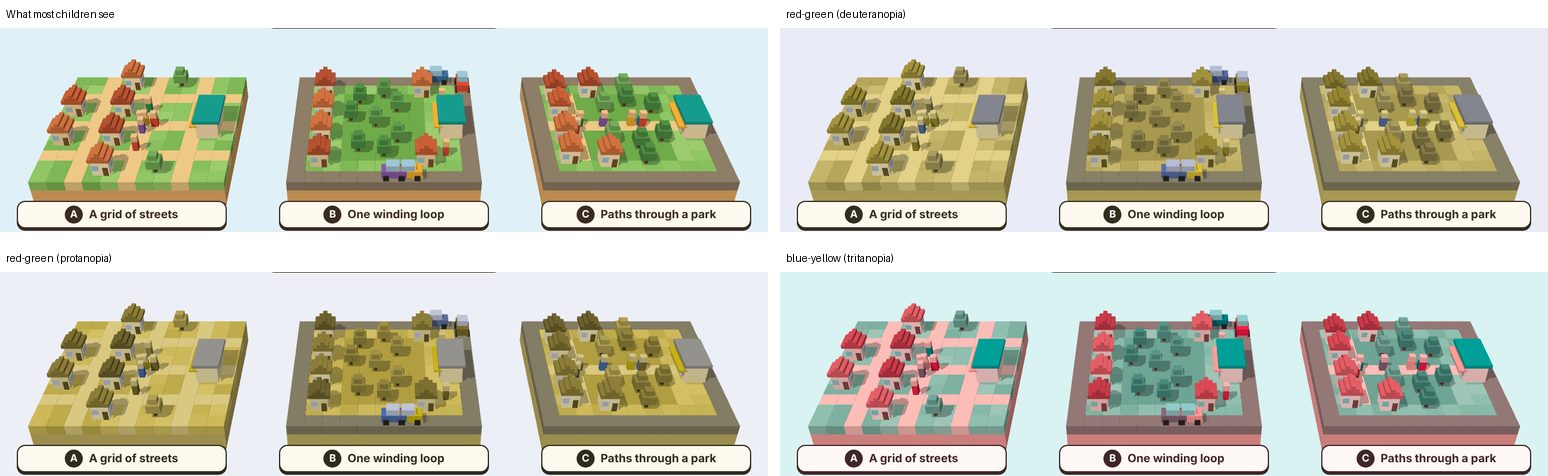 What most children see
A A grid of streets
B One winding loop
C Paths through a park
red-green (deuteranopia)
A A grid of streets
B One winding loop
C Paths through a park
red-green (protanopia)
A A grid of streets
B One winding loop
C Paths through a park
blue-yellow (tritanopia)
A A grid of streets
B One winding loop
C Paths through a park